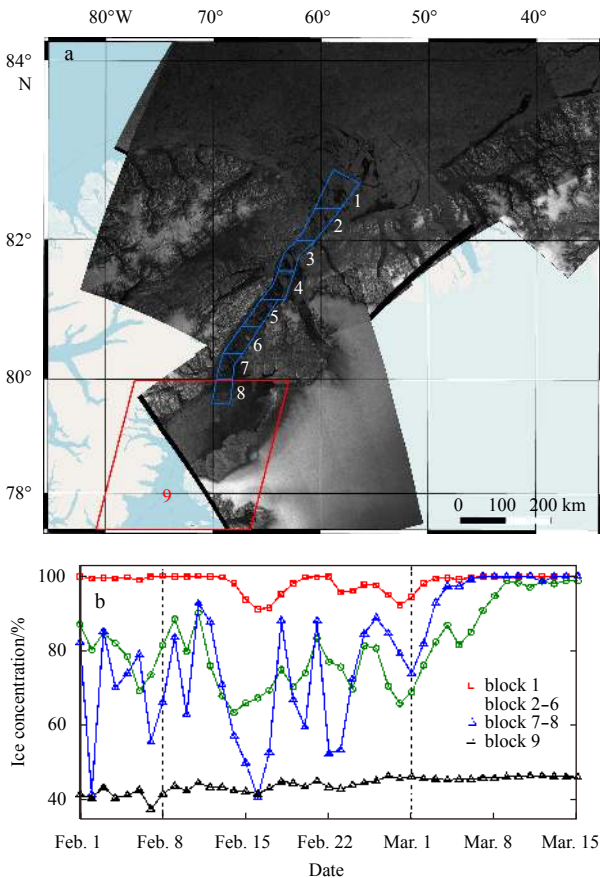 80°W 70° 60° 50° 40°
a
84°
N
82°
80°
78°
1
2
3
4
5
6
7
8
9
0 100 200 km
b
100
80
60
40
Ice concentration/%
block 1
block 2–6
block 7–8
block 9
Feb. 1 Feb. 8 Feb. 15 Feb. 22 Mar. 1 Mar. 8 Mar. 15
Date